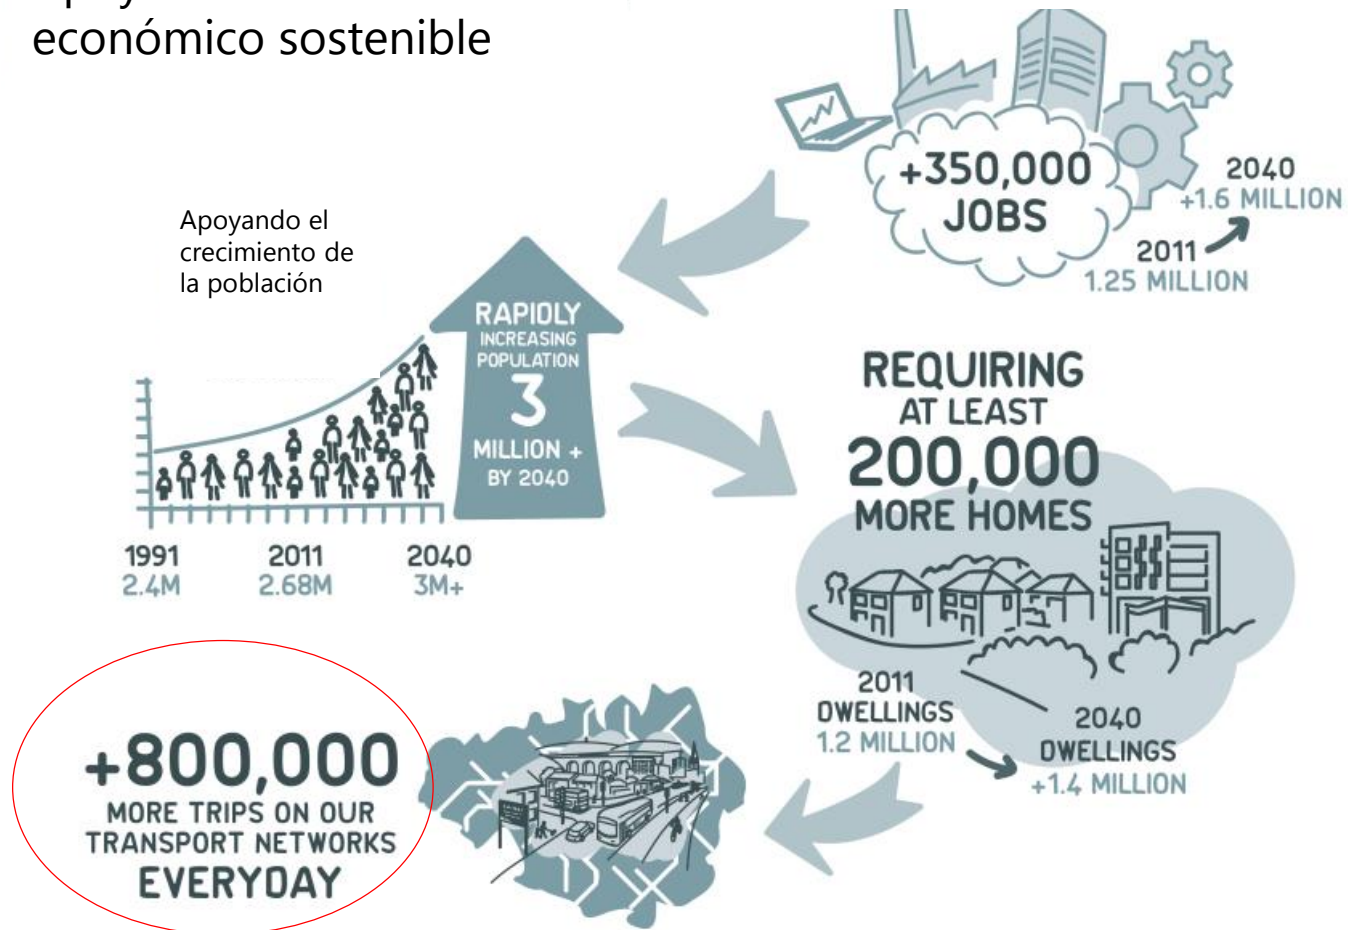 económico sostenible
+350,000
JOBS
2040
+1.6 MILLION
2011
1.25 MILLION
Apoyando el
crecimiento de
la población
RAPIDLY
INCREASING
POPULATION
3
MILLION +
BY 2040
1991
2.4M
2011
2.68M
2040
3M+
REQUIRING
AT LEAST
200,000
MORE HOMES
2011
DWELLINGS
1.2 MILLION
2040
DWELLINGS
+1.4 MILLION
+800,000
MORE TRIPS ON OUR
TRANSPORT NETWORKS
EVERYDAY